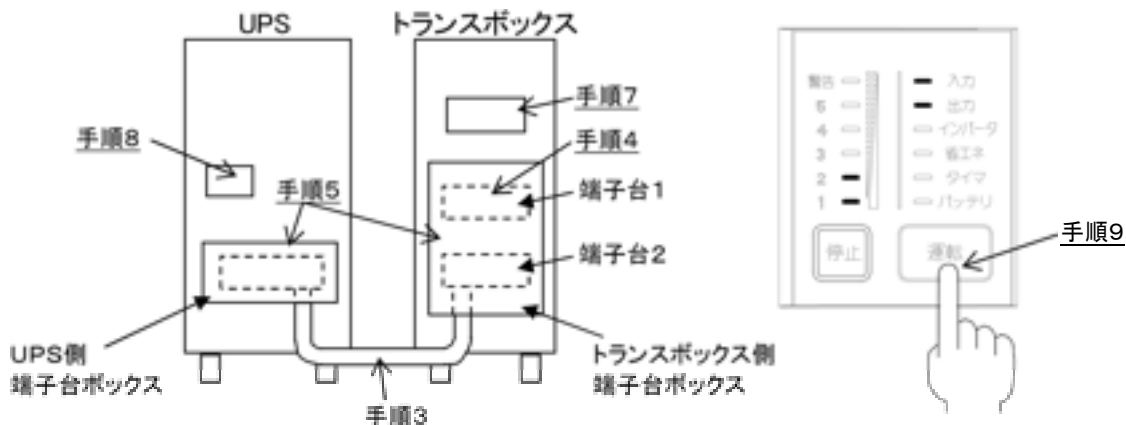 UPS
トランスボックス
手順8
手順5
手順7
手順4
端子台1
端子台2
UPS側
端子台ボックス
トランスボックス側
端子台ボックス
手順3
警告
5
4
3
2
1
入力
出力
インバータ
省エネ
タイマ
バッテリ
停止
運転
手順9